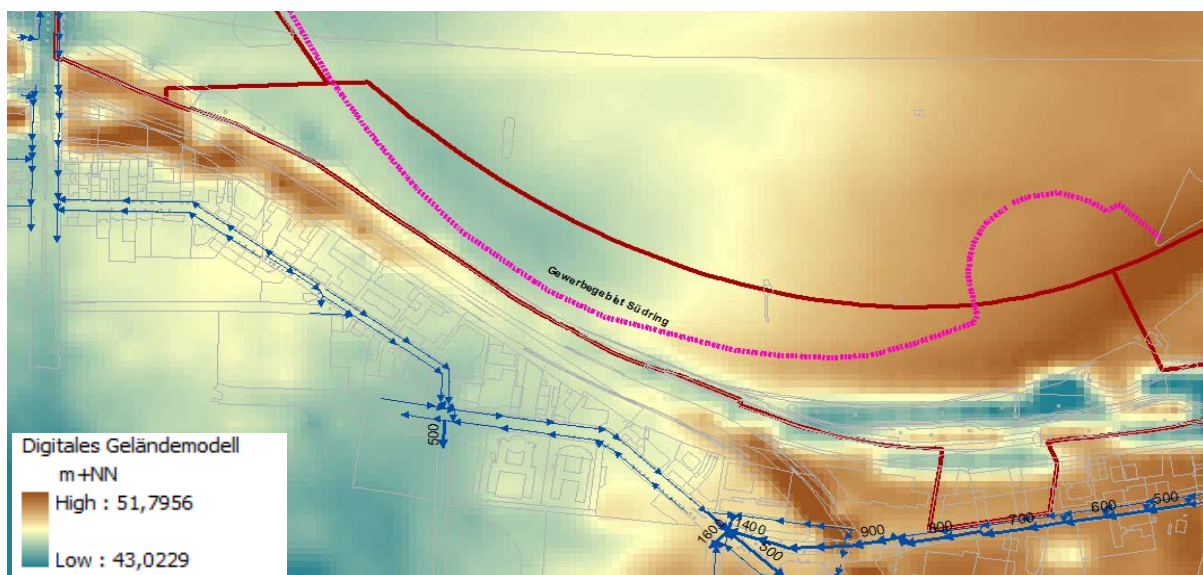 Gewerbegebiet Südring
500
1600
1400
500
900
800
700
600
500
Digitales Geländemodell
m+NN
High : 51,7956
Low : 43,0229